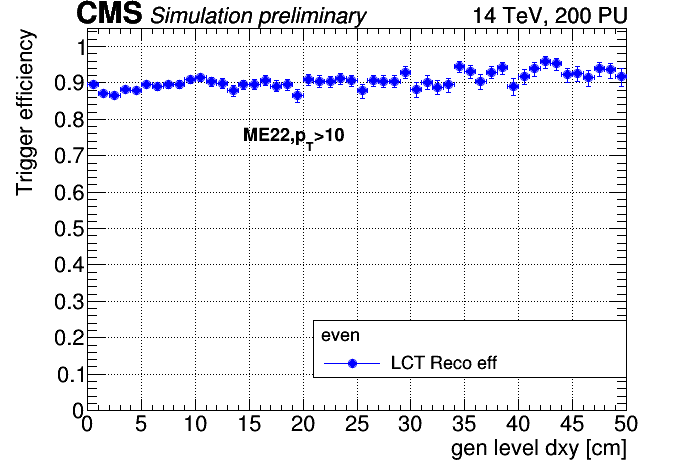 CMS Simulation preliminary 14 TeV, 200 PU
Trigger efficiency
1
0.9
0.8
0.7
0.6
0.5
0.4
0.3
0.2
0.1
0
ME22,pT>10
even
LCT Reco eff
0 5 10 15 20 25 30 35 40 45 50
gen level dxy [cm]